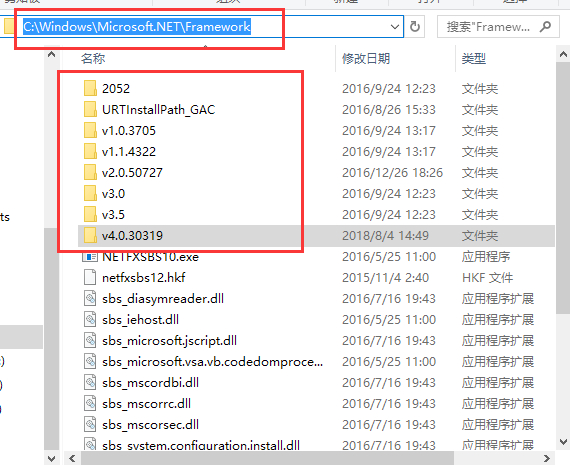 C:\Windows\Microsoft.NET\Framework
搜索"Framew...
名称 修改日期 类型
2052 2016/9/24 12:23 文件夹
URTInstallPath_GAC 2016/8/26 15:33 文件夹
v1.0.3705 2016/9/24 13:17 文件夹
v1.1.4322 2016/9/24 13:17 文件夹
v2.0.50727 2016/12/26 18:26 文件夹
v3.0 2016/9/24 12:23 文件夹
v3.5 2016/9/24 12:23 文件夹
ts
v4.0.30319 2018/8/4 14:49 文件夹
NETFXSBS10.exe 2016/5/25 11:00 应用程序
netfxsbs12.hkf 2015/11/4 2:40 HKF 文件
sbs_diasymreader.dll 2016/7/16 19:43 应用程序扩展
sbs_iehost.dll 2016/5/25 11:00 应用程序扩展
sbs_microsoft.jscript.dll 2016/7/16 19:43 应用程序扩展
sbs_microsoft.vsa.vb.codedomproce... 2016/5/25 11:00 应用程序扩展
sbs_mscordbi.dll 2016/7/16 19:43 应用程序扩展
sbs_mscorrc.dll 2016/7/16 19:43 应用程序扩展
sbs_mscorsec.dll 2016/7/16 19:43 应用程序扩展
sbs_system.configuration.install.dll 2016/7/16 19:43 应用程序扩展